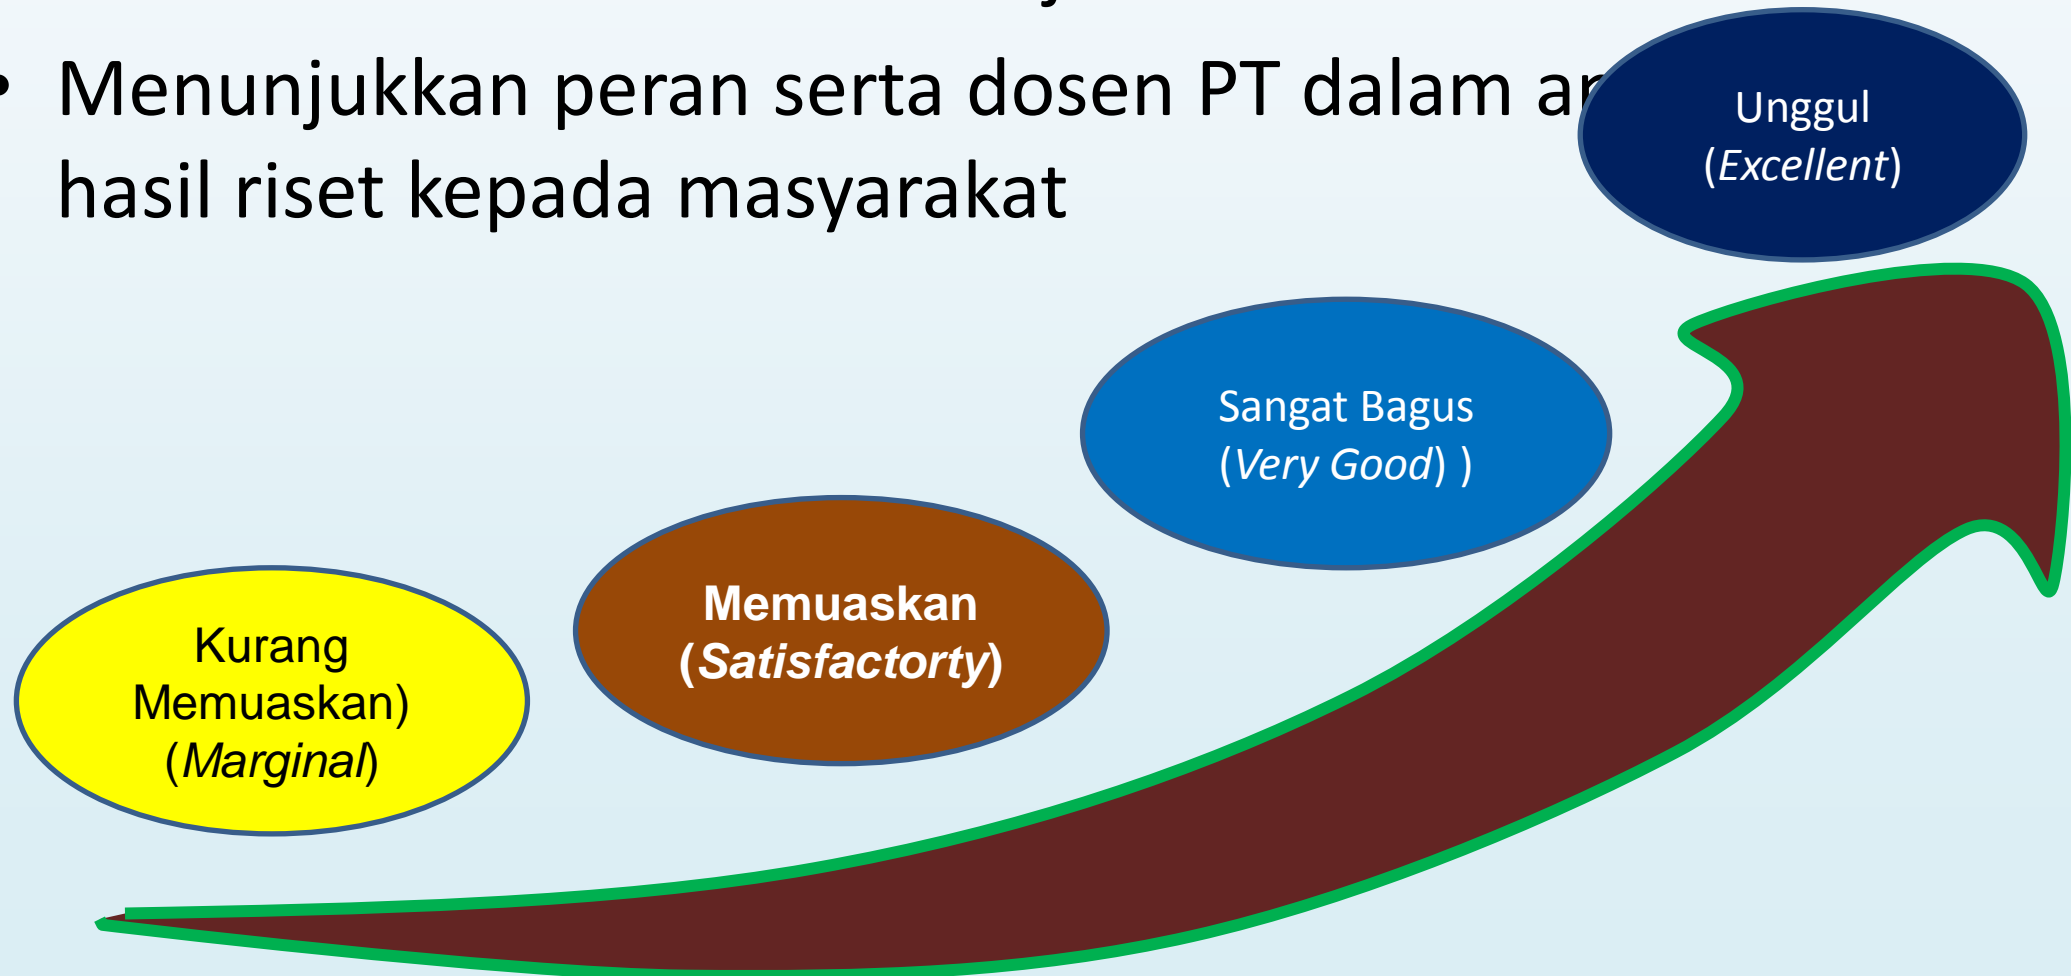 • Menunjukkan peran serta dosen PT dalam
hasil riset kepada masyarakat
Unggul
(Excellent)
Sangat Bagus
(Very Good) )
Memuaskan
(Satisfactorty)
Kurang
Memuaskan)
(Marginal)